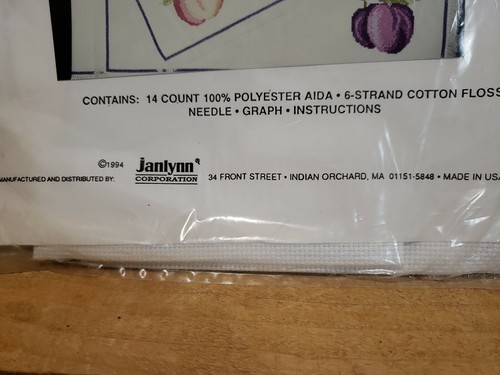 CONTAINS: 14 COUNT 100% POLYESTER AIDA • 6-STRAND COTTON FLOSS
NEEDLE • GRAPH • INSTRUCTIONS
©1994 Janlynn®
MANUFACTURED AND DISTRIBUTED BY: CORPORATION 34 FRONT STREET • INDIAN ORCHARD, MA 01151-5848 • MADE IN USA